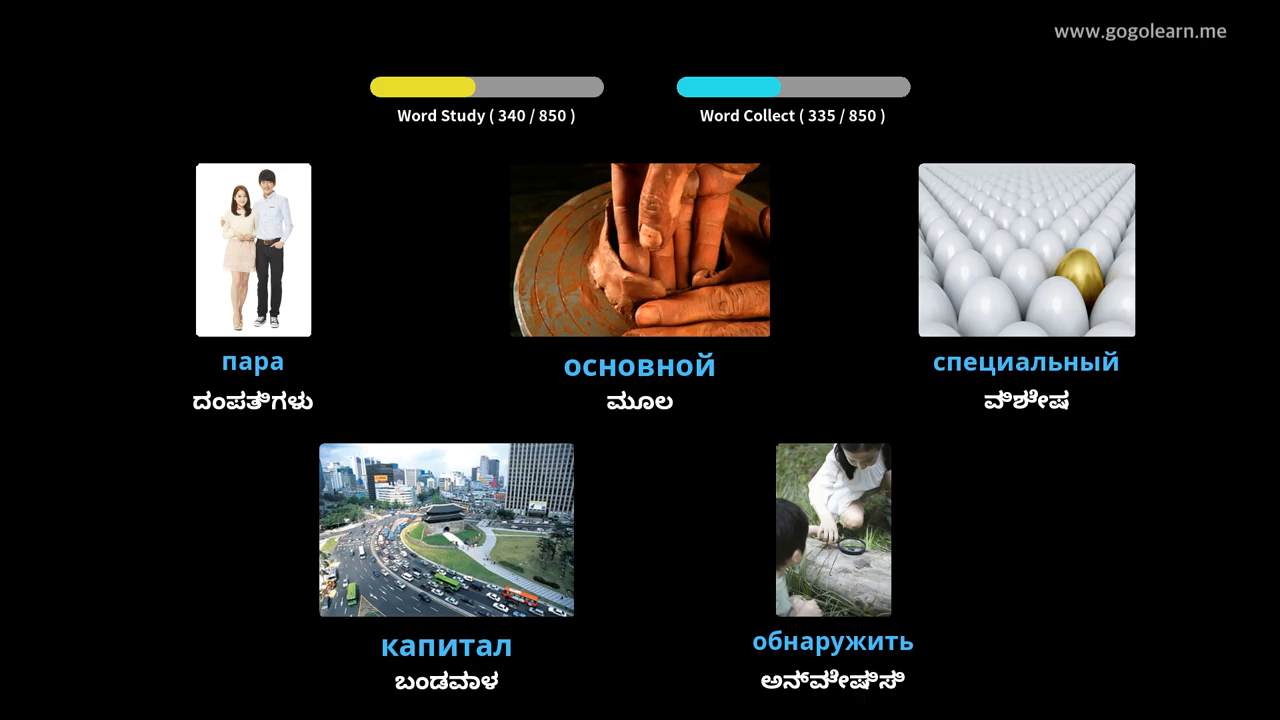 www.gogolearn.me
Word Study ( 340 / 850 )
Word Collect ( 335 / 850 )
пара
ದಂಪತಿಗಳು
основной
ಮೂಲ
специальный
ವಿಶೇಷ
капитал
ಬಂಡವಾಳ
обнаружить
ಅನ್ವೇಷಿಸಿ